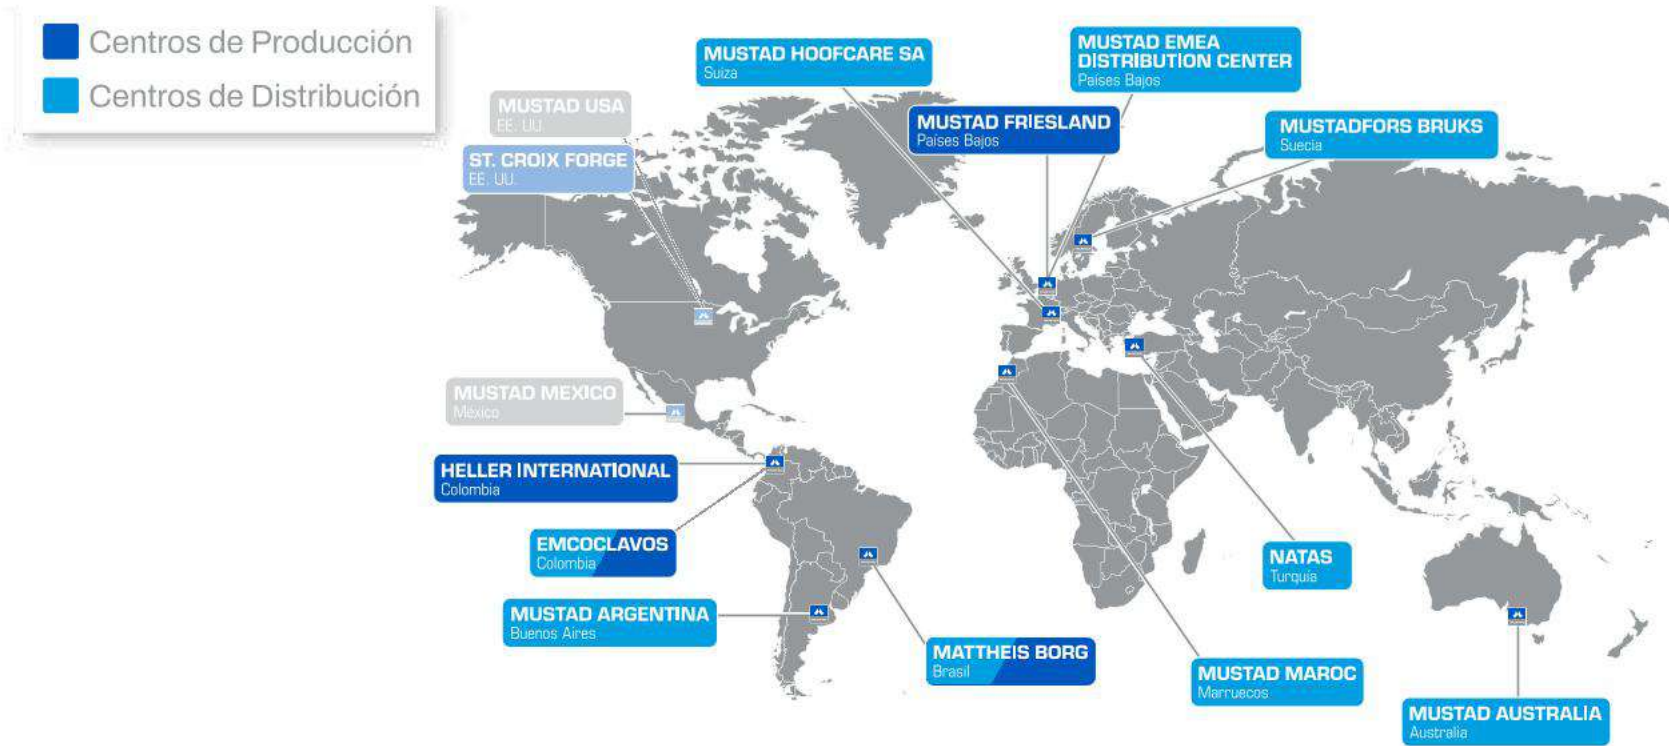 Centros de Producción
Centros de Distribución
MUSTAD HOOFCARE SA
Suiza
MUSTAD EMEA
DISTRIBUTION CENTER
Países Bajos
MUSTAD USA
EE. UU.
MUSTAD FRIESLAND
Países Bajos
MUSTADFORS BRUKS
Suecia
ST. CROIX FORGE
EE. UU.
MUSTAD MEXICO
México
HELLER INTERNATIONAL
Colombia
EMCOCLAVOS
Colombia
NATAS
Turquía
MUSTAD ARGENTINA
Buenos Aires
MATTHEIS BORG
Brasil
MUSTAD MAROC
Marruecos
MUSTAD AUSTRALIA
Australia